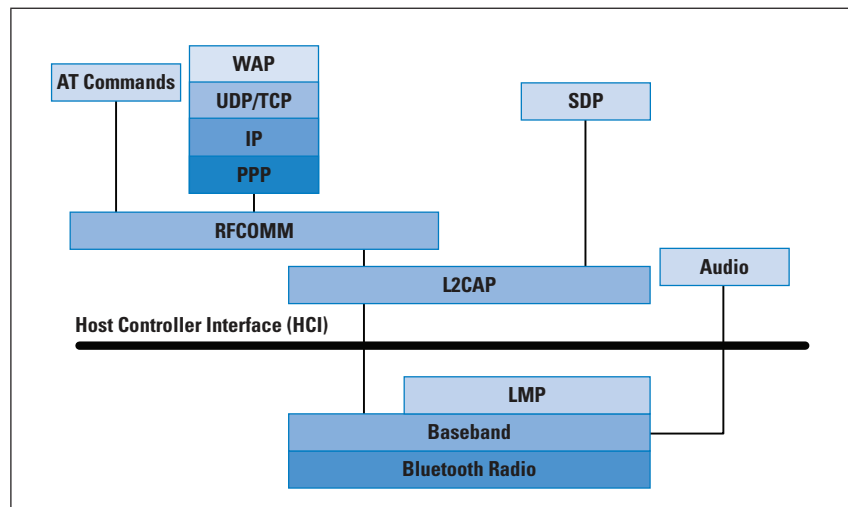 WAP
AT Commands
UDP/TCP
SDP
IP
PPP
RFCOMM
Audio
L2CAP
Host Controller Interface (HCI)
LMP
Baseband
Bluetooth Radio